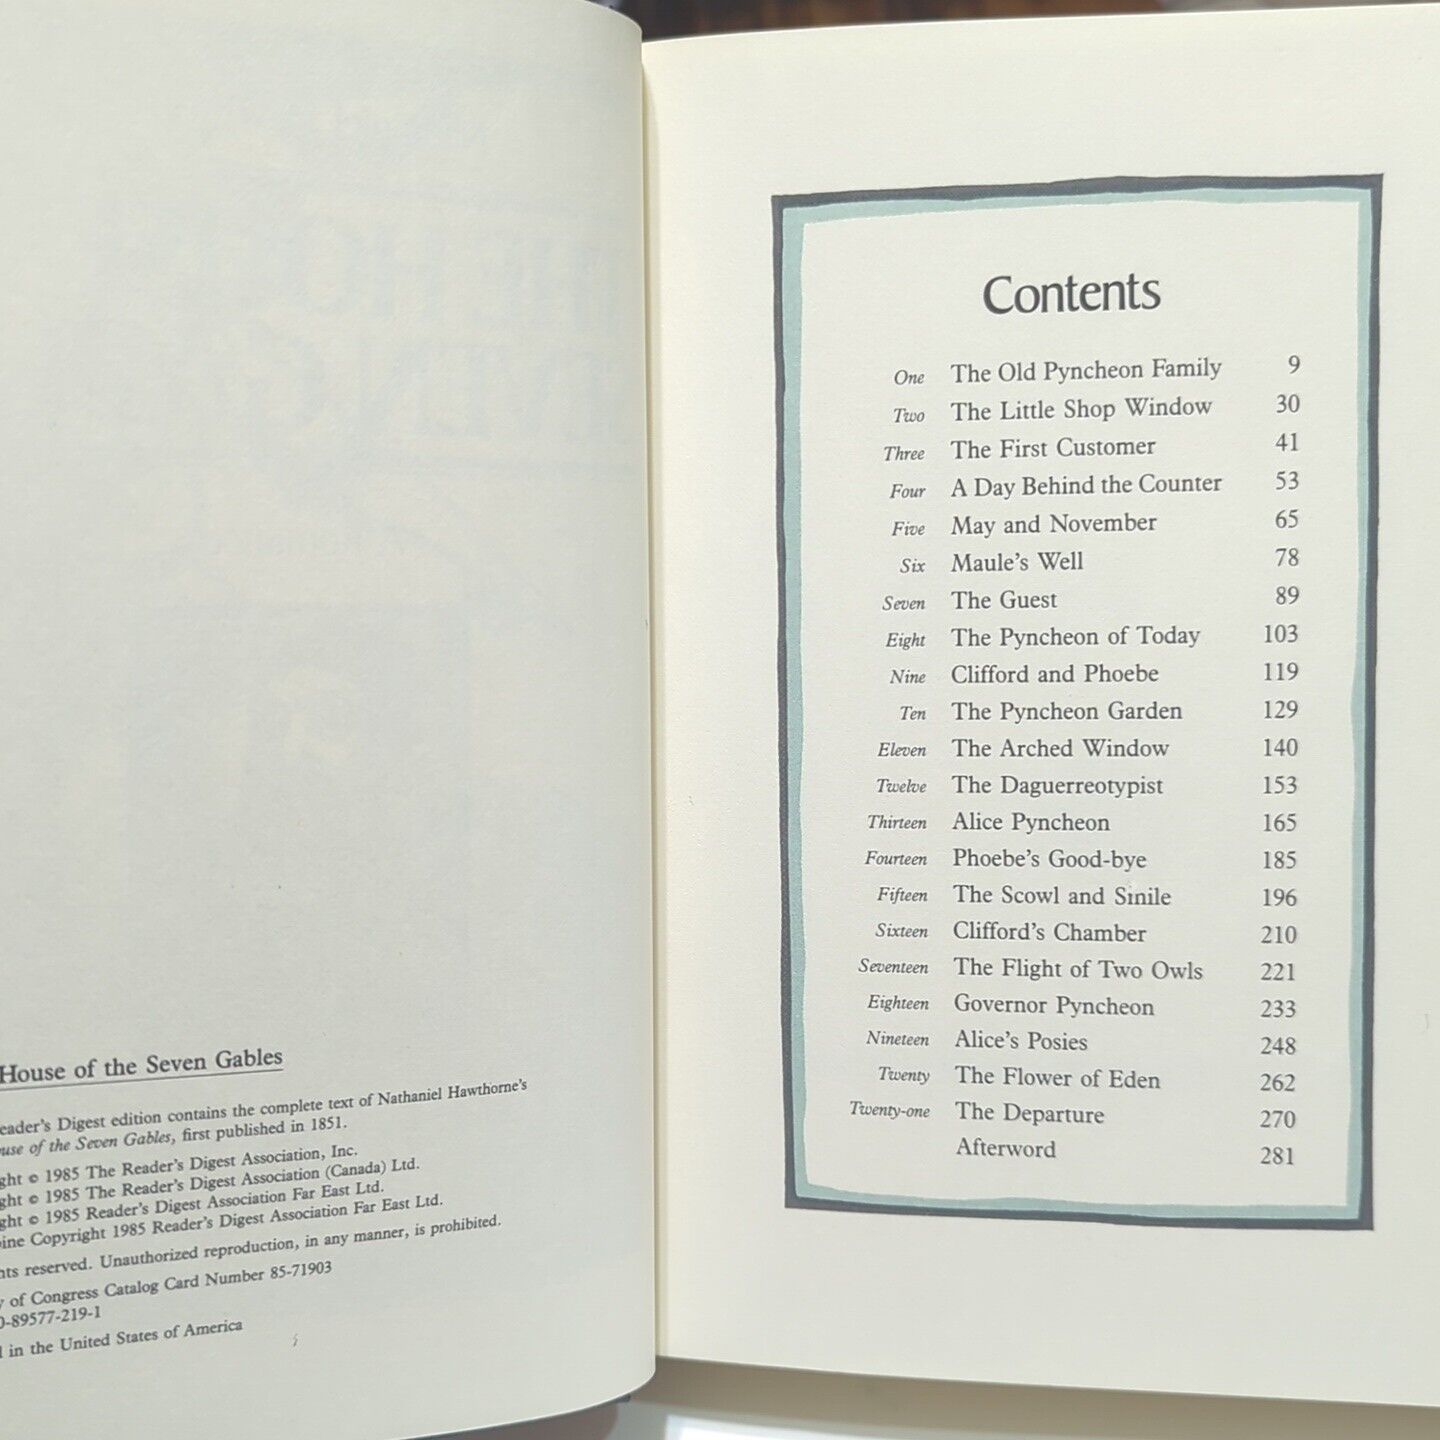 House of the Seven Gables
eader's Digest edition contains the complete text of Nathaniel Hawthorne's
use of the Seven Gables, first published in 1851.
ght © 1985 The Reader's Digest Association, Inc.
ght © 1985 The Reader's Digest Association (Canada) Ltd.
ght © 1985 Reader's Digest Association Far East Ltd.
pine Copyright 1985 Reader's Digest Association Far East Ltd.
hts reserved. Unauthorized reproduction, in any manner, is prohibited.
y of Congress Catalog Card Number 85-71903
0-89577-219-1
d in the United States of America
Contents
One The Old Pyncheon Family 9
Two The Little Shop Window 30
Three The First Customer 41
Four A Day Behind the Counter 53
Five May and November 65
Six Maule's Well 78
Seven The Guest 89
Eight The Pyncheon of Today 103
Nine Clifford and Phoebe 119
Ten The Pyncheon Garden 129
Eleven The Arched Window 140
Twelve The Daguerreotypist 153
Thirteen Alice Pyncheon 165
Fourteen Phoebe's Good-bye 185
Fifteen The Scowl and Smile 196
Sixteen Clifford's Chamber 210
Seventeen The Flight of Two Owls 221
Eighteen Governor Pyncheon 233
Nineteen Alice's Posies 248
Twenty The Flower of Eden 262
Twenty-one The Departure 270
Afterword 281